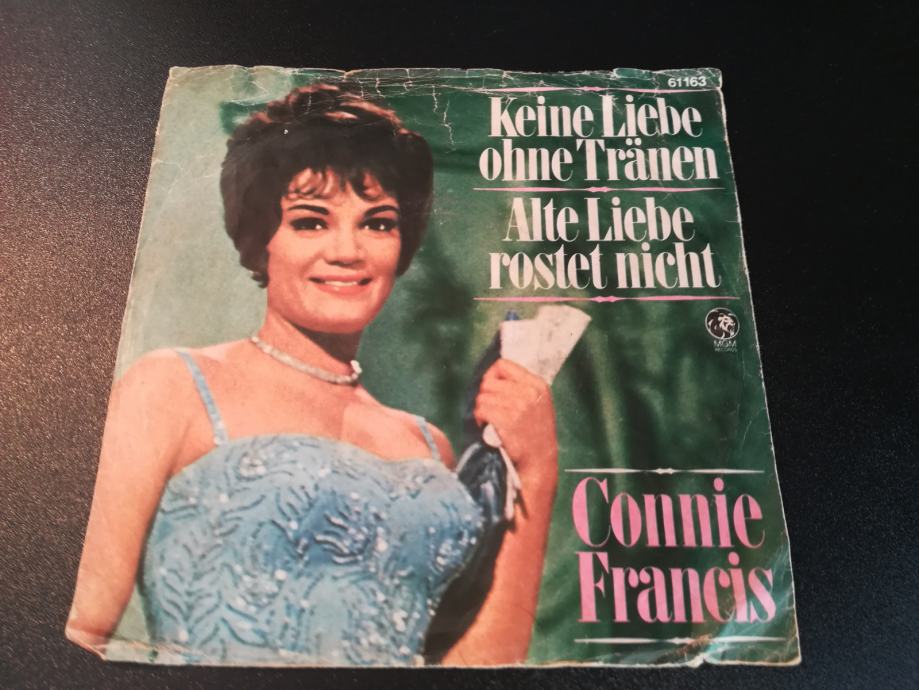 61163
Keine Liebe
ohne Tränen
Alte Liebe
rostet nicht
MGM
RECORDS
Connie
Francis